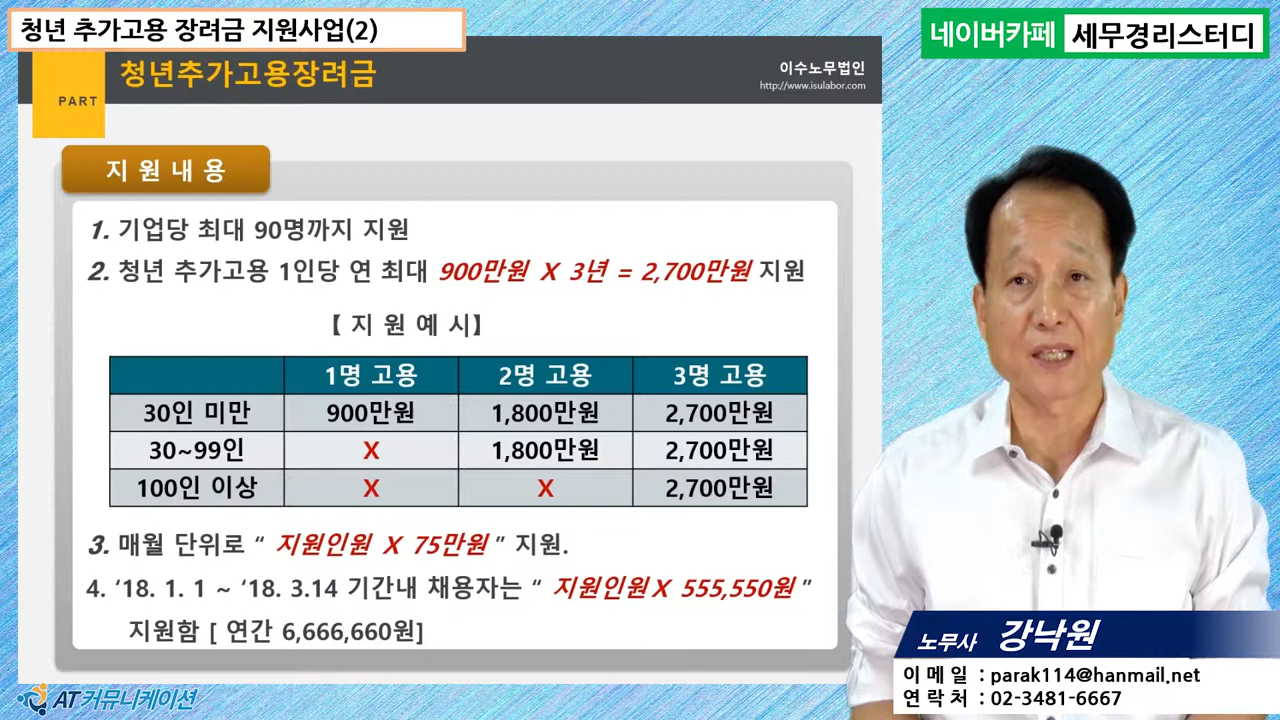 청년 추가고용 장려금 지원사업(2)
네이버카페 세무경리스터디
PART
청년추가고용장려금
이수노무법인
http://www.isulabor.com
지 원 내 용
1. 기업당 최대 90명까지 지원
2. 청년 추가고용 1인당 연 최대 900만원 X 3년 = 2,700만원 지원
【 지 원 예 시】
1명 고용 2명 고용 3명 고용
30인 미만 900만원 1,800만원 2,700만원
30~99인 X 1,800만원 2,700만원
100인 이상 X X 2,700만원
3. 매월 단위로 “ 지원인원 X 75만원 ” 지원.
4. ‘18. 1. 1 ~ ‘18. 3.14 기간내 채용자는 “ 지원인원 X 555,550원 ”
지원함 [ 연간 6,666,660원]
노무사 강낙원
이 메 일 : parak114@hanmail.net
연 락 처 : 02-3481-6667
AT커뮤니케이션